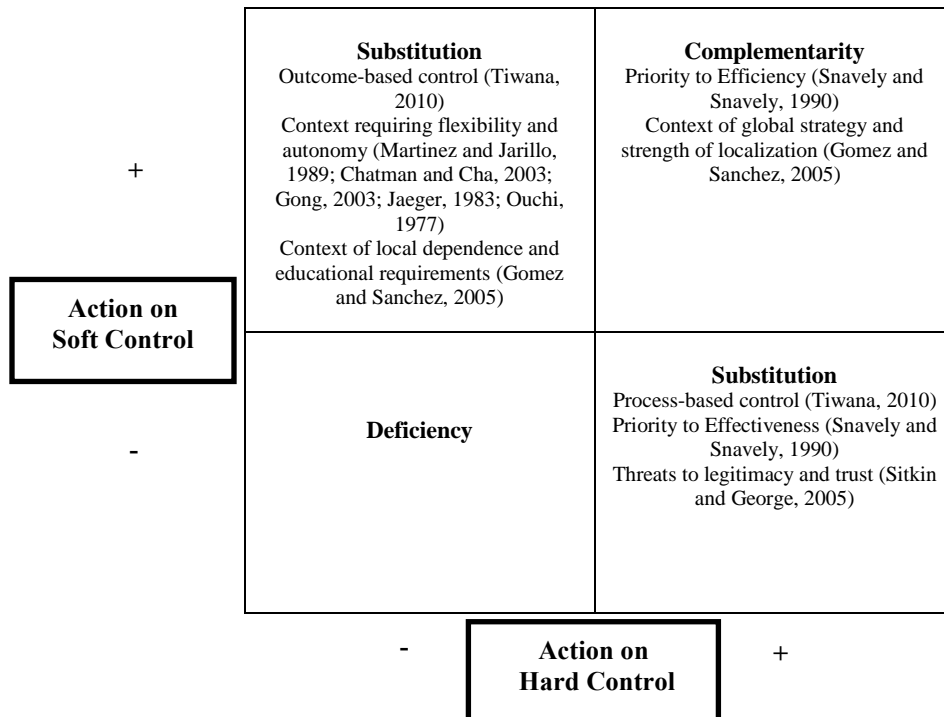 Substitution
Outcome-based control (Tiwana,
2010)
Context requiring flexibility and
autonomy (Martinez and Jarillo,
1989; Chatman and Cha, 2003;
Gong, 2003; Jaeger, 1983; Ouchi,
1977)
Context of local dependence and
educational requirements (Gomez
and Sanchez, 2005)
Complementarity
Priority to Efficiency (Snavely and
Snavely, 1990)
Context of global strategy and
strength of localization (Gomez and
Sanchez, 2005)
+
Action on
Soft Control
-
Deficiency
Substitution
Process-based control (Tiwana, 2010)
Priority to Effectiveness (Snavely and
Snavely, 1990)
Threats to legitimacy and trust (Sitkin
and George, 2005)
-
Action on
Hard Control
+